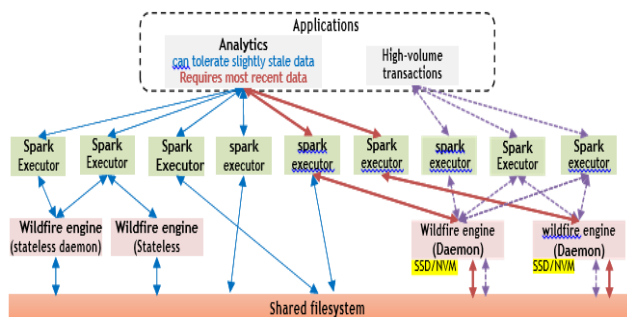 Applications
Analytics
can tolerate slightly stale data
Requires most recent data
High-volume
transactions
Spark
Executor
Spark
Executor
Spark
Executor
spark
executor
spark
executor
Spark
executor
spark
executor
Spark
Executor
Spark
executor
Wildfire engine
(stateless daemon)
Wildfire engine
(Stateless
Wildfire engine
(Daemon)
SSD/NVM
wildfire engine
(Daemon)
SSD/NVM
Shared filesystem